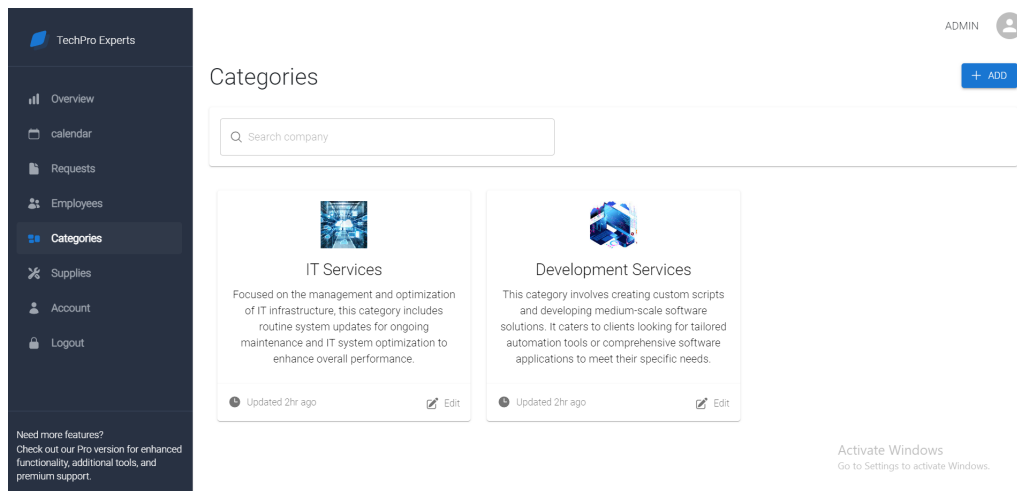 TechPro Experts
Overview
calendar
Requests
Employees
Categories
Supplies
Account
Logout
Need more features?
Check out our Pro version for enhanced
functionality, additional tools, and
premium support.
ADMIN
Categories
+ ADD
Search company
IT Services
Focused on the management and optimization
of IT infrastructure, this category includes
routine system updates for ongoing
maintenance and IT system optimization to
enhance overall performance.
Updated 2hr ago
Edit
Development Services
This category involves creating custom scripts
and developing medium-scale software
solutions. It caters to clients looking for tailored
automation tools or comprehensive software
applications to meet their specific needs.
Updated 2hr ago
Edit
Activate Windows
Go to Settings to activate Windows.